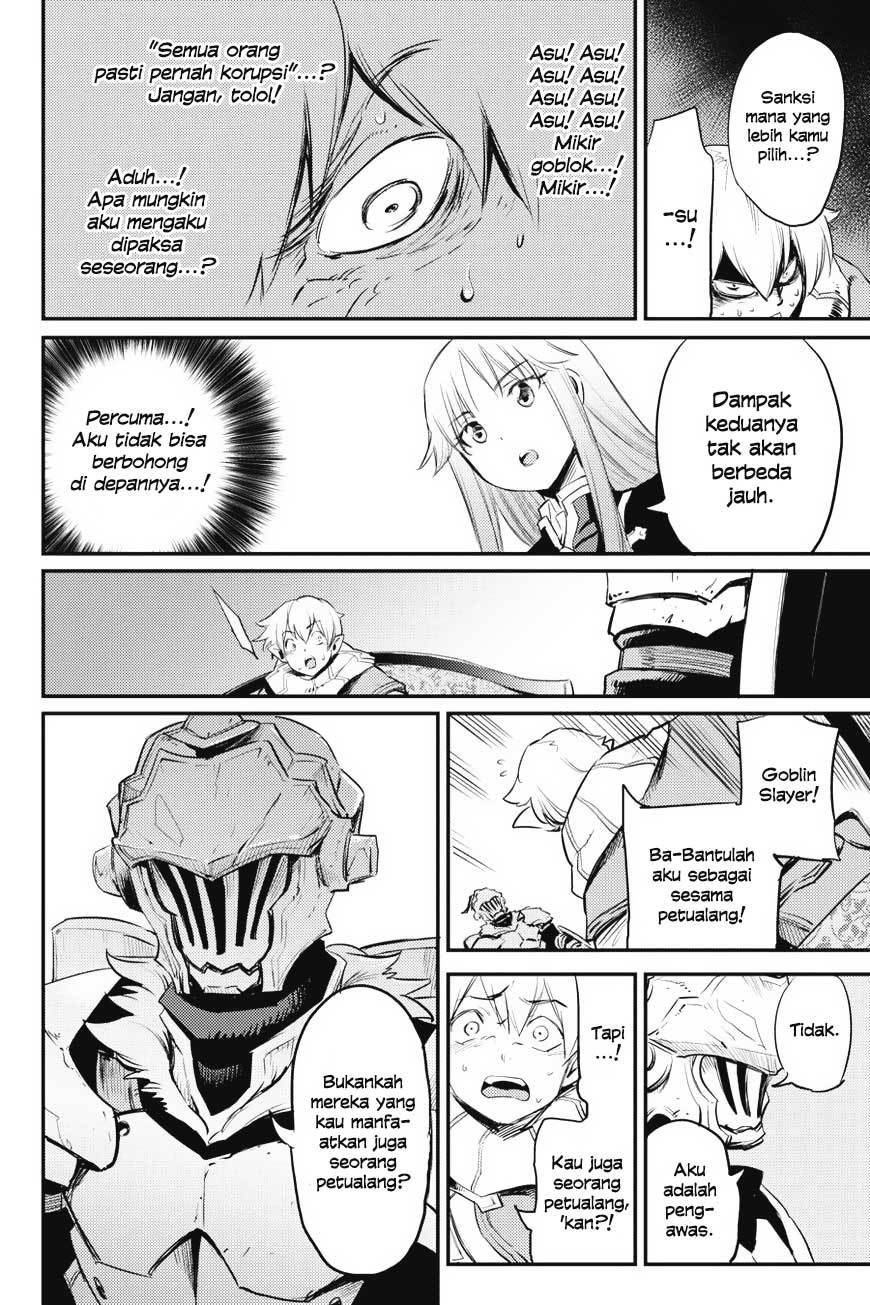 Sanksi
mana yang
lebih kamu
pilih...?
-su
...!
Asu! Asu!
Asu! Asu!
Asu! Asu!
Asu! Asu!
Mikir
goblok...!
Mikir...!
"Semua orang
pasti pernah korupsi"...?
Jangan, tolol!
Aduh...!
Apa mungkin
aku mengaku
dipaksa
seseorang...?
Dampak
keduanya
tak akan
berbeda
jauh.
Percuma...!
Aku tidak bisa
berbohong
di depannya...!
Goblin
Slayer!
Ba-Bantulah
aku sebagai
sesama
petualang!
Tidak.
Aku
adalah
peng-
awas.
Tapi
...!
Kau juga
seorang
petualang,
'kan?!
Bukankah
mereka yang
kau manfa-
atkan juga
seorang
petualang?